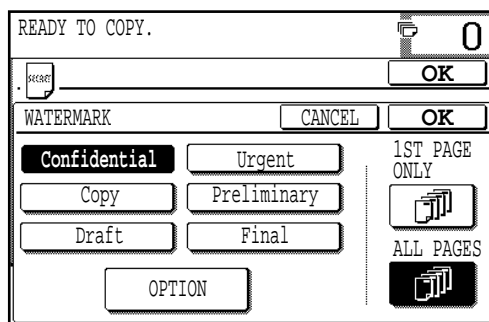 READY TO COPY.
0
SECRET
OK
WATERMARK
CANCEL
OK
Confidential
Urgent
1ST PAGE
ONLY
Copy
Preliminary
Draft
Final
ALL PAGES
OPTION